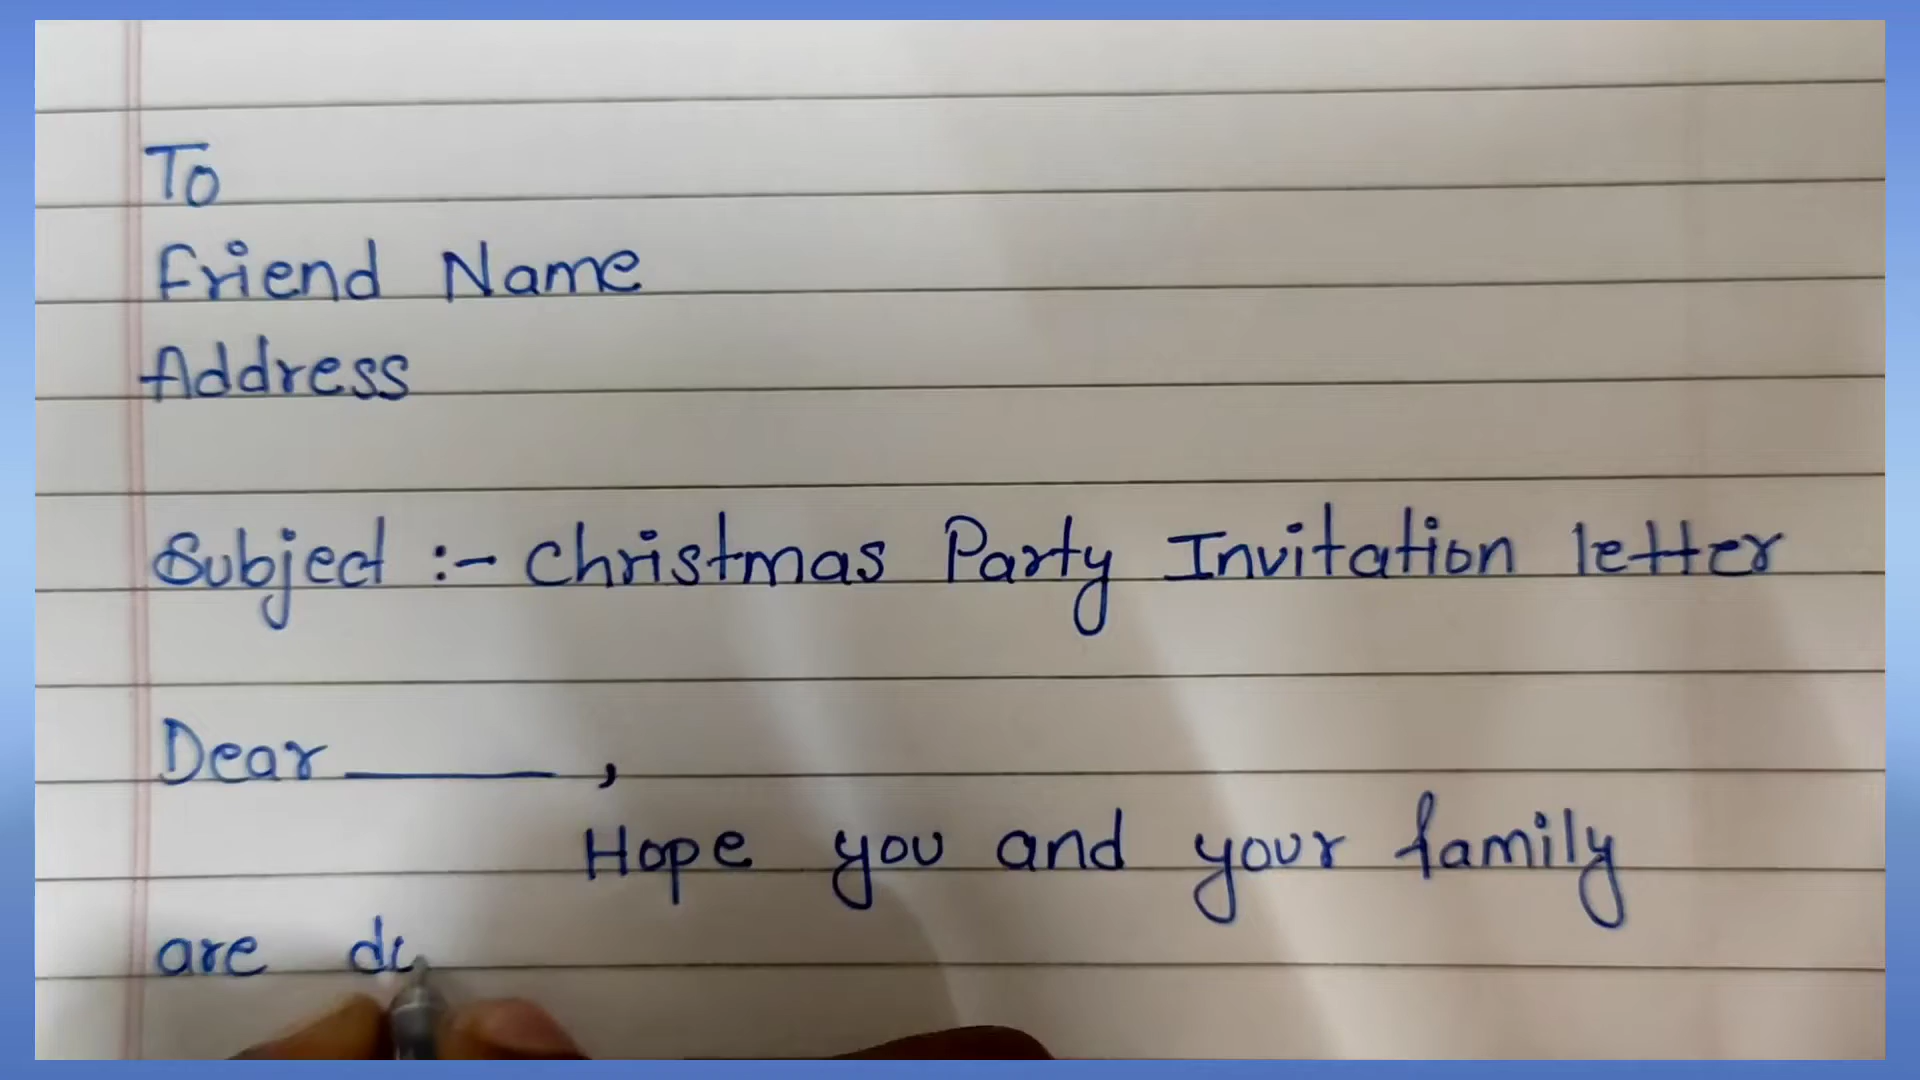 To
Friend Name
Address
Subject :- Christmas Party Invitation letter
Dear ______ ,
Hope you and your family
are